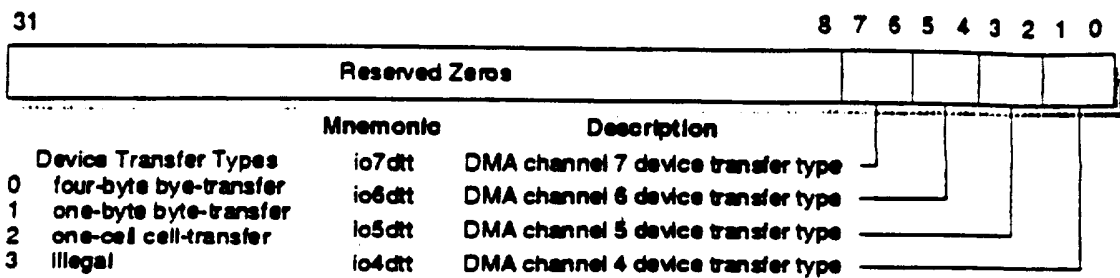 31 8 7 6 5 4 3 2 1 0
Reserved Zeros
Mnemonic Description
Device Transfer Types io7dtt DMA channel 7 device transfer type
0 four-byte bye-transfer io6dtt DMA channel 6 device transfer type
1 one-byte byte-transfer
2 one-cell cell-transfer io5dtt DMA channel 5 device transfer type
3 illegal io4dtt DMA channel 4 device transfer type